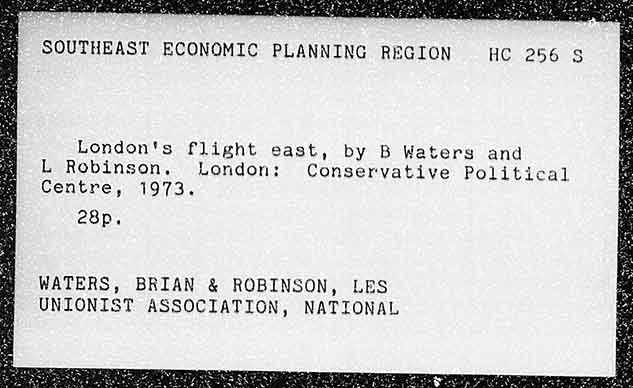 SOUTHEAST ECONOMIC PLANNING REGION HC 256 S
London's flight east, by B Waters and
L Robinson. London: Conservative Political
Centre, 1973.
28p.
WATERS, BRIAN & ROBINSON, LES
UNIONIST ASSOCIATION, NATIONAL